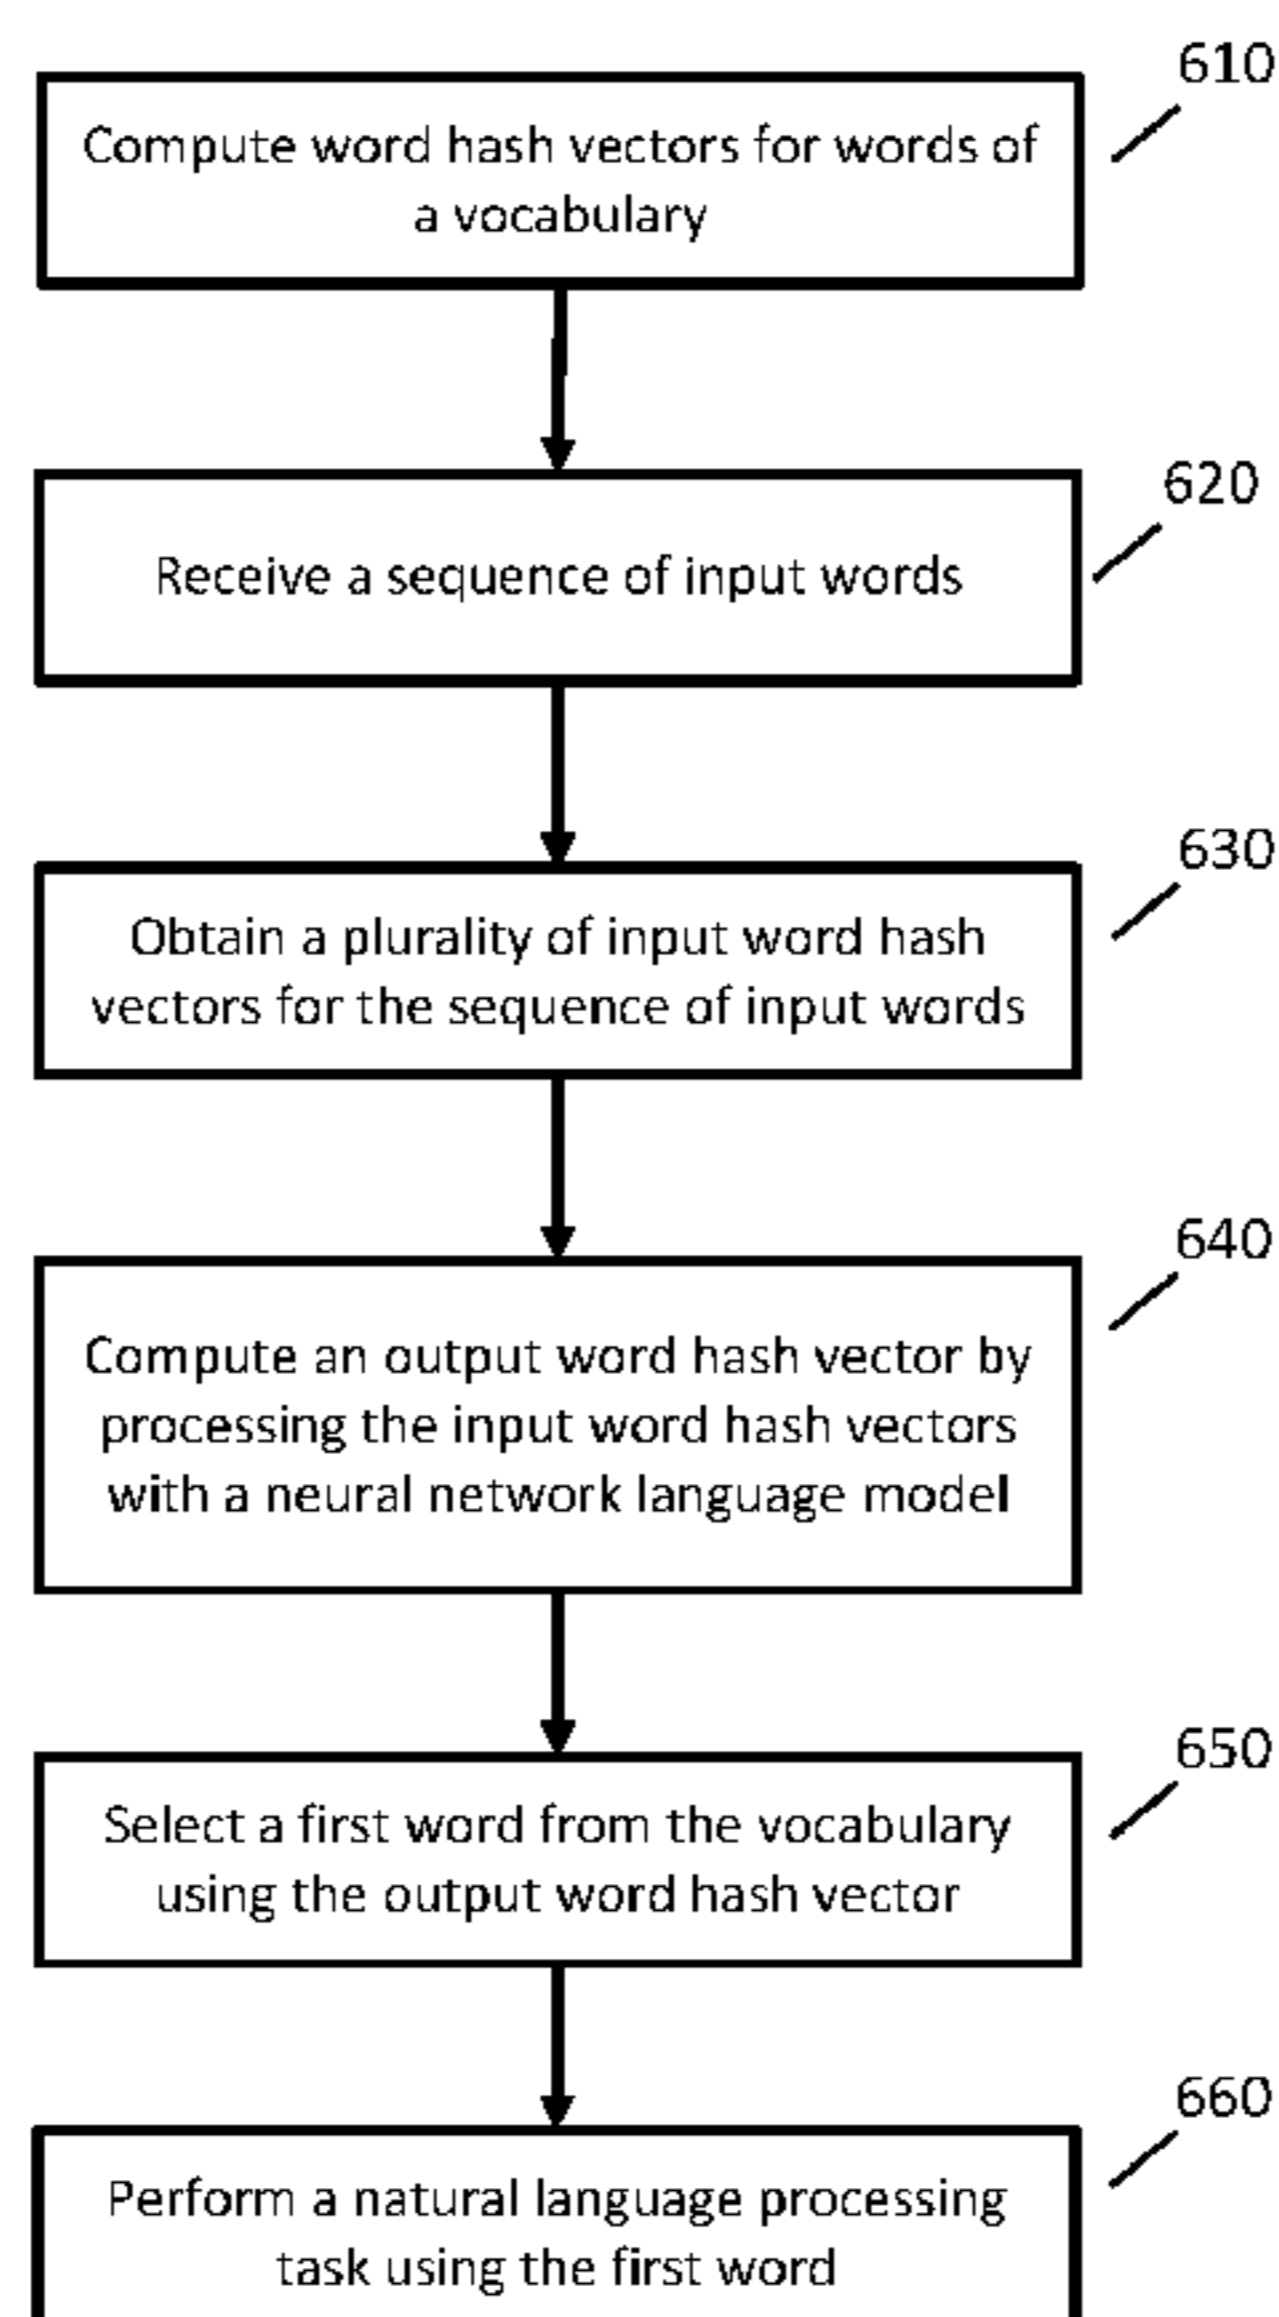 610
Compute word hash vectors for words of
a vocabulary
620
Receive a sequence of input words
630
Obtain a plurality of input word hash
vectors for the sequence of input words
640
Compute an output word hash vector by
processing the input word hash vectors
with a neural network language model
650
Select a first word from the vocabulary
using the output word hash vector
660
Perform a natural language processing
task using the first word